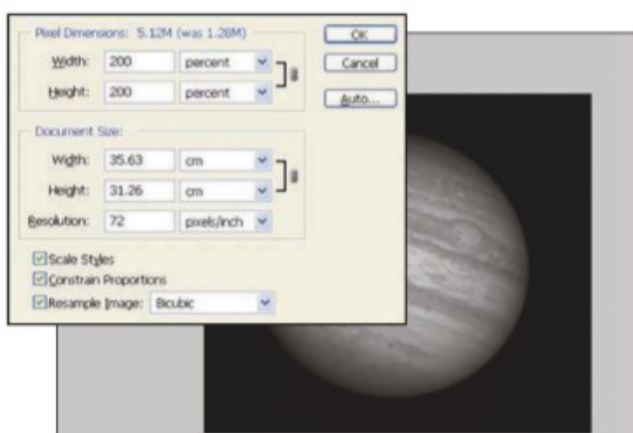 Pixel Dimensions: 5.12M (was 1.28M)
Width: 200 percent
Height: 200 percent
Document Size:
Width: 35.63 cm
Height: 31.26 cm
Resolution: 72 pixels/inch
Scale Styles
Constrain Proportions
Resample Image: Bicubic
OK
Cancel
Auto...